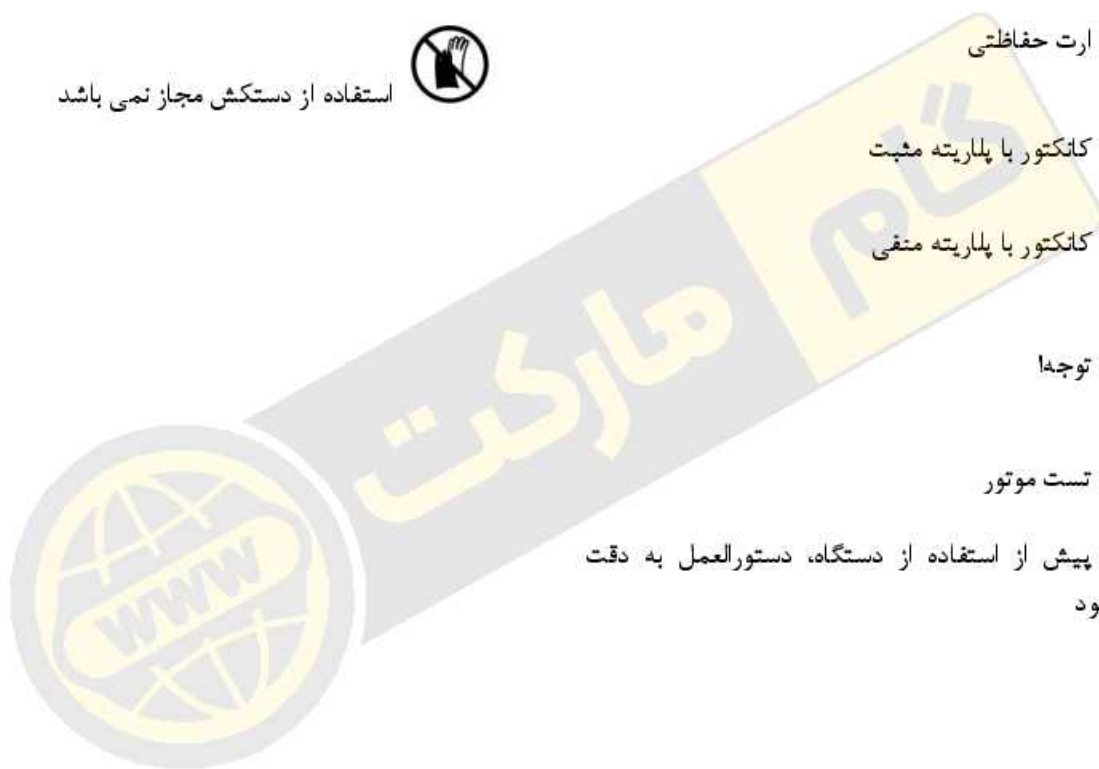 ارت حفاظتی
کانکتور با پلاریته مثبت
کانکتور با پلاریته منفی
توجه!
تست موتور
پیش از استفاده از دستگاه، دستورالعمل به دقت
ود
استفاده از دستکش مجاز نمی باشد
گام
مارکت
WWW